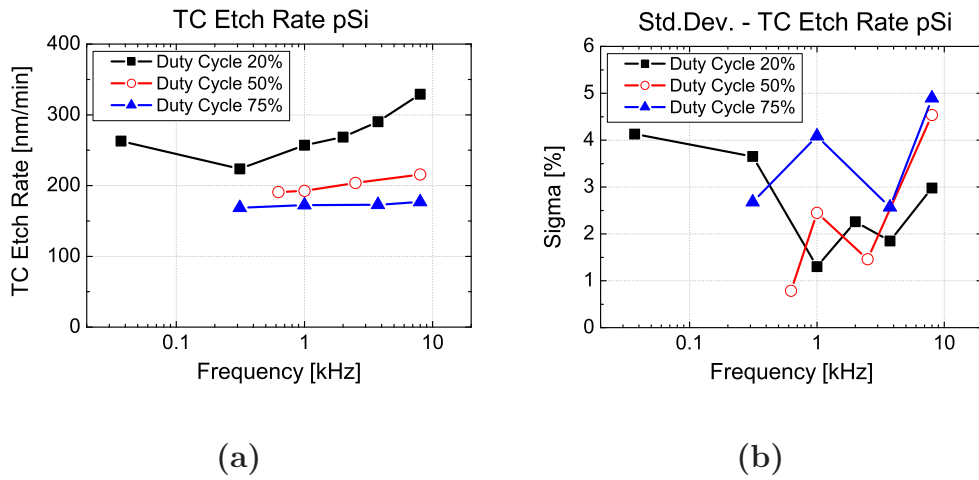 TC Etch Rate pSi
400
300
200
100
0
TC Etch Rate [nm/min]
Duty Cycle 20%
Duty Cycle 50%
Duty Cycle 75%
0.1
1
10
Frequency [kHz]
(a)
Std.Dev. - TC Etch Rate pSi
6
5
4
3
2
1
0
Sigma [%]
Duty Cycle 20%
Duty Cycle 50%
Duty Cycle 75%
0.1
1
10
Frequency [kHz]
(b)